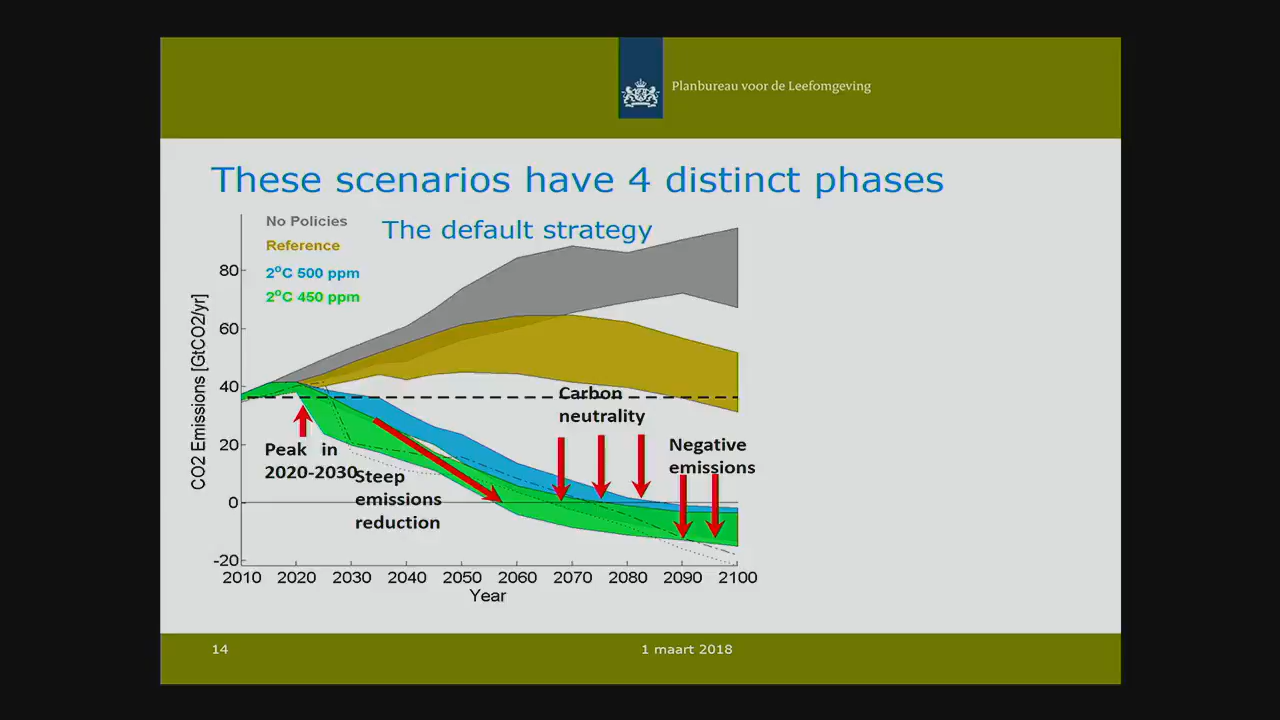 Planbureau voor de Leefomgeving
These scenarios have 4 distinct phases
The default strategy
No Policies
Reference
2°C 500 ppm
2°C 450 ppm
CO2 Emissions [GtCO2/yr]
80
60
40
20
0
-20
Carbon
neutrality
Negative
emissions
Peak in
2020-2030
Steep
emissions
reduction
2010 2020 2030 2040 2050 2060 2070 2080 2090 2100
Year
14
1 maart 2018